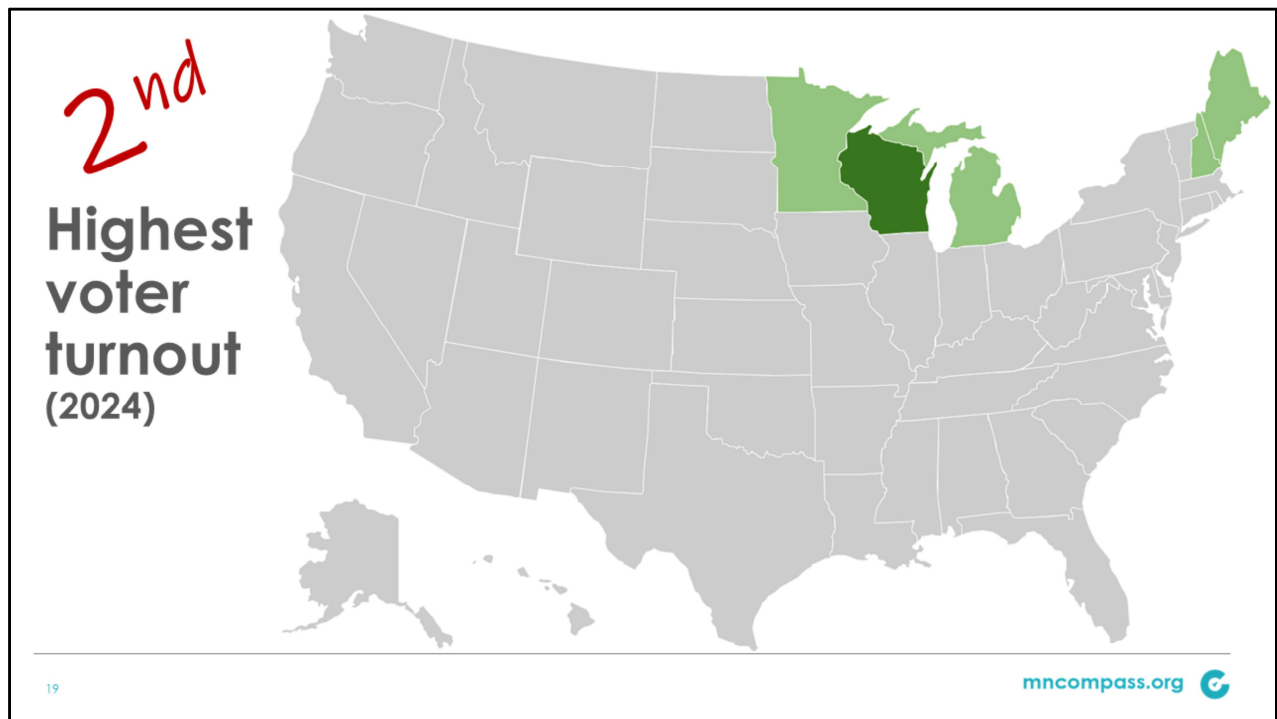 2nd
Highest
voter
turnout
(2024)
19
mncompass.org